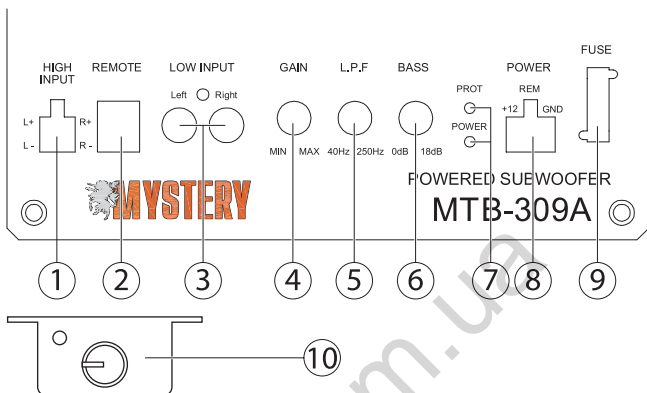 FUSE
HIGH INPUT REMOTE LOW INPUT GAIN L.P.F BASS POWER
Left Right PROT REM
L+ R+ +12 GND
L - R - MIN MAX 40Hz 250Hz 0dB 18dB POWER
MYSTERY POWERED SUBWOOFER
MTB-309A
1 2 3 4 5 6 7 8 9
10
m.ua